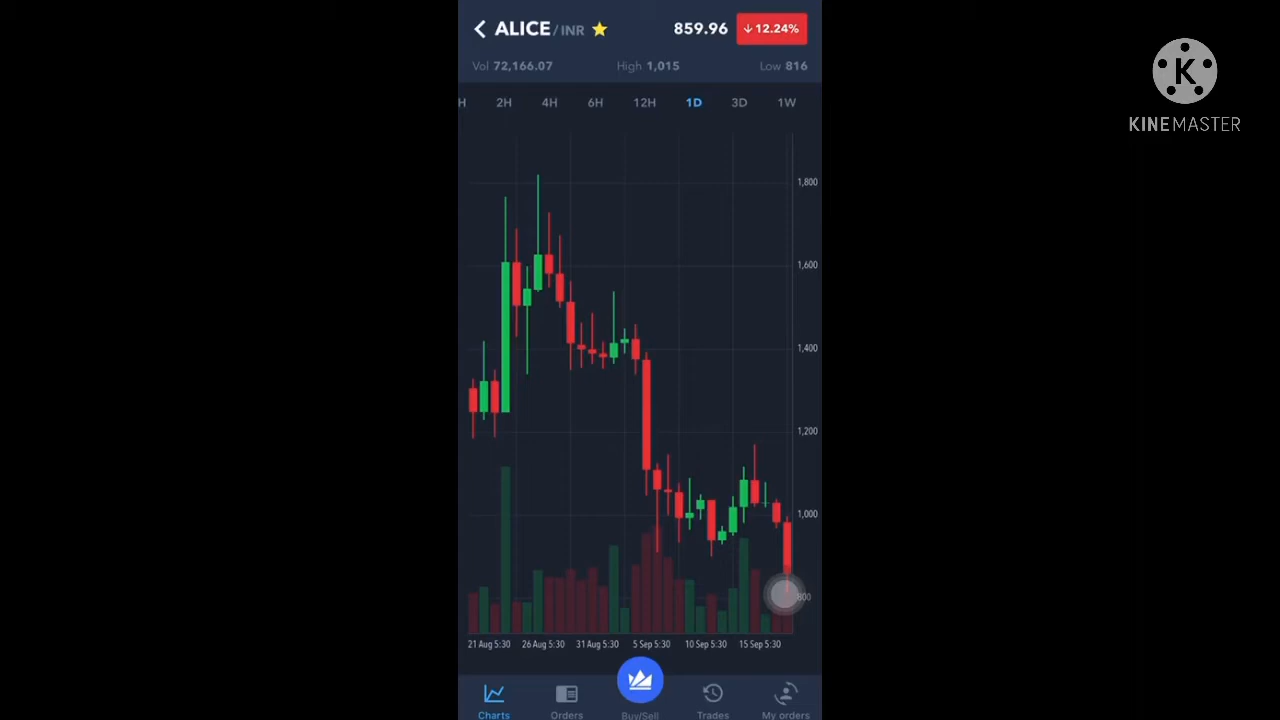 ALICE/INR 859.96 ↓12.24%
Vol 72,166.07 High 1,015 Low 816
H 2H 4H 6H 12H 1D 3D 1W
K
KINEMASTER
1,800
1,600
1,400
1,200
1,000
800
21 Aug 5:30 26 Aug 5:30 31 Aug 5:30 5 Sep 5:30 10 Sep 5:30 15 Sep 5:30
Charts Orders Buy/Sell Trades My orders